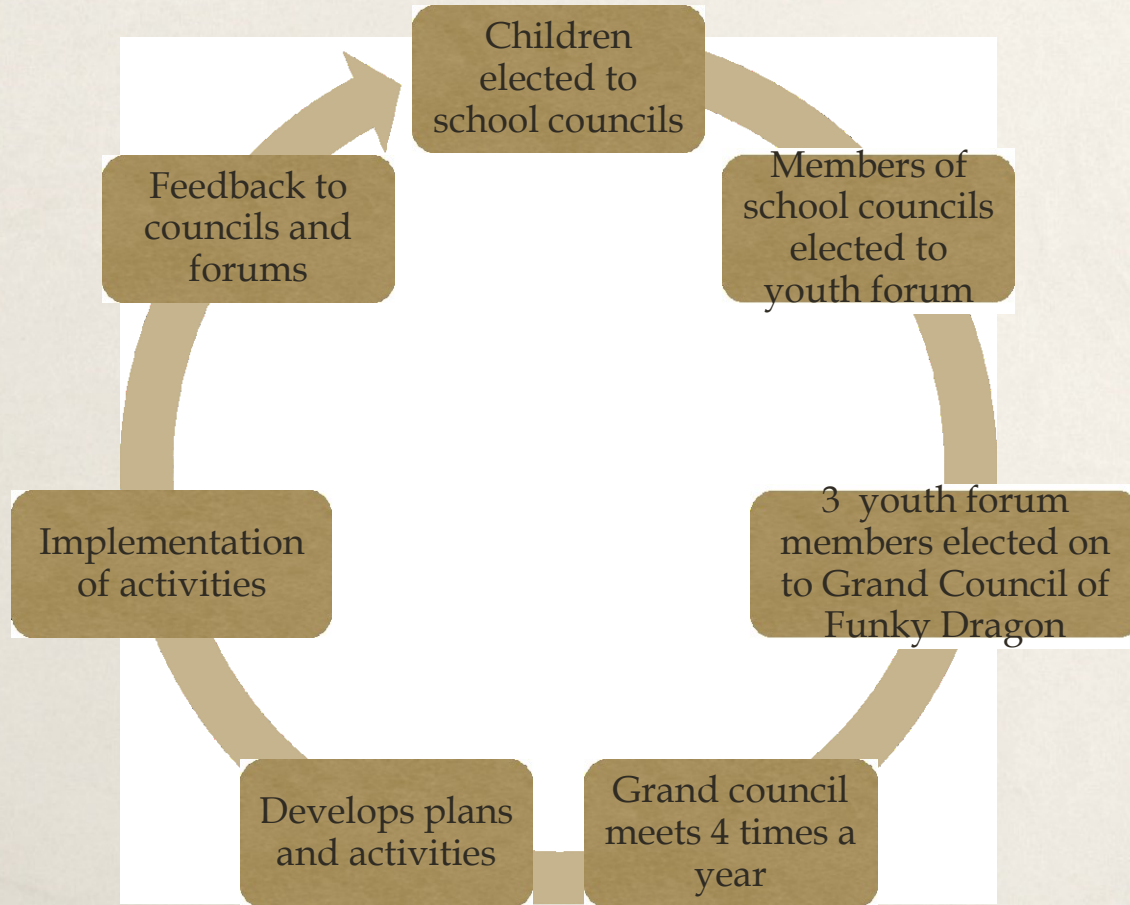 Children
elected to
school councils
Members of
school councils
elected to
youth forum
3 youth forum
members elected on
to Grand Council of
Funky Dragon
Grand council
meets 4 times a
year
Develops plans
and activities
Implementation
of activities
Feedback to
councils and
forums